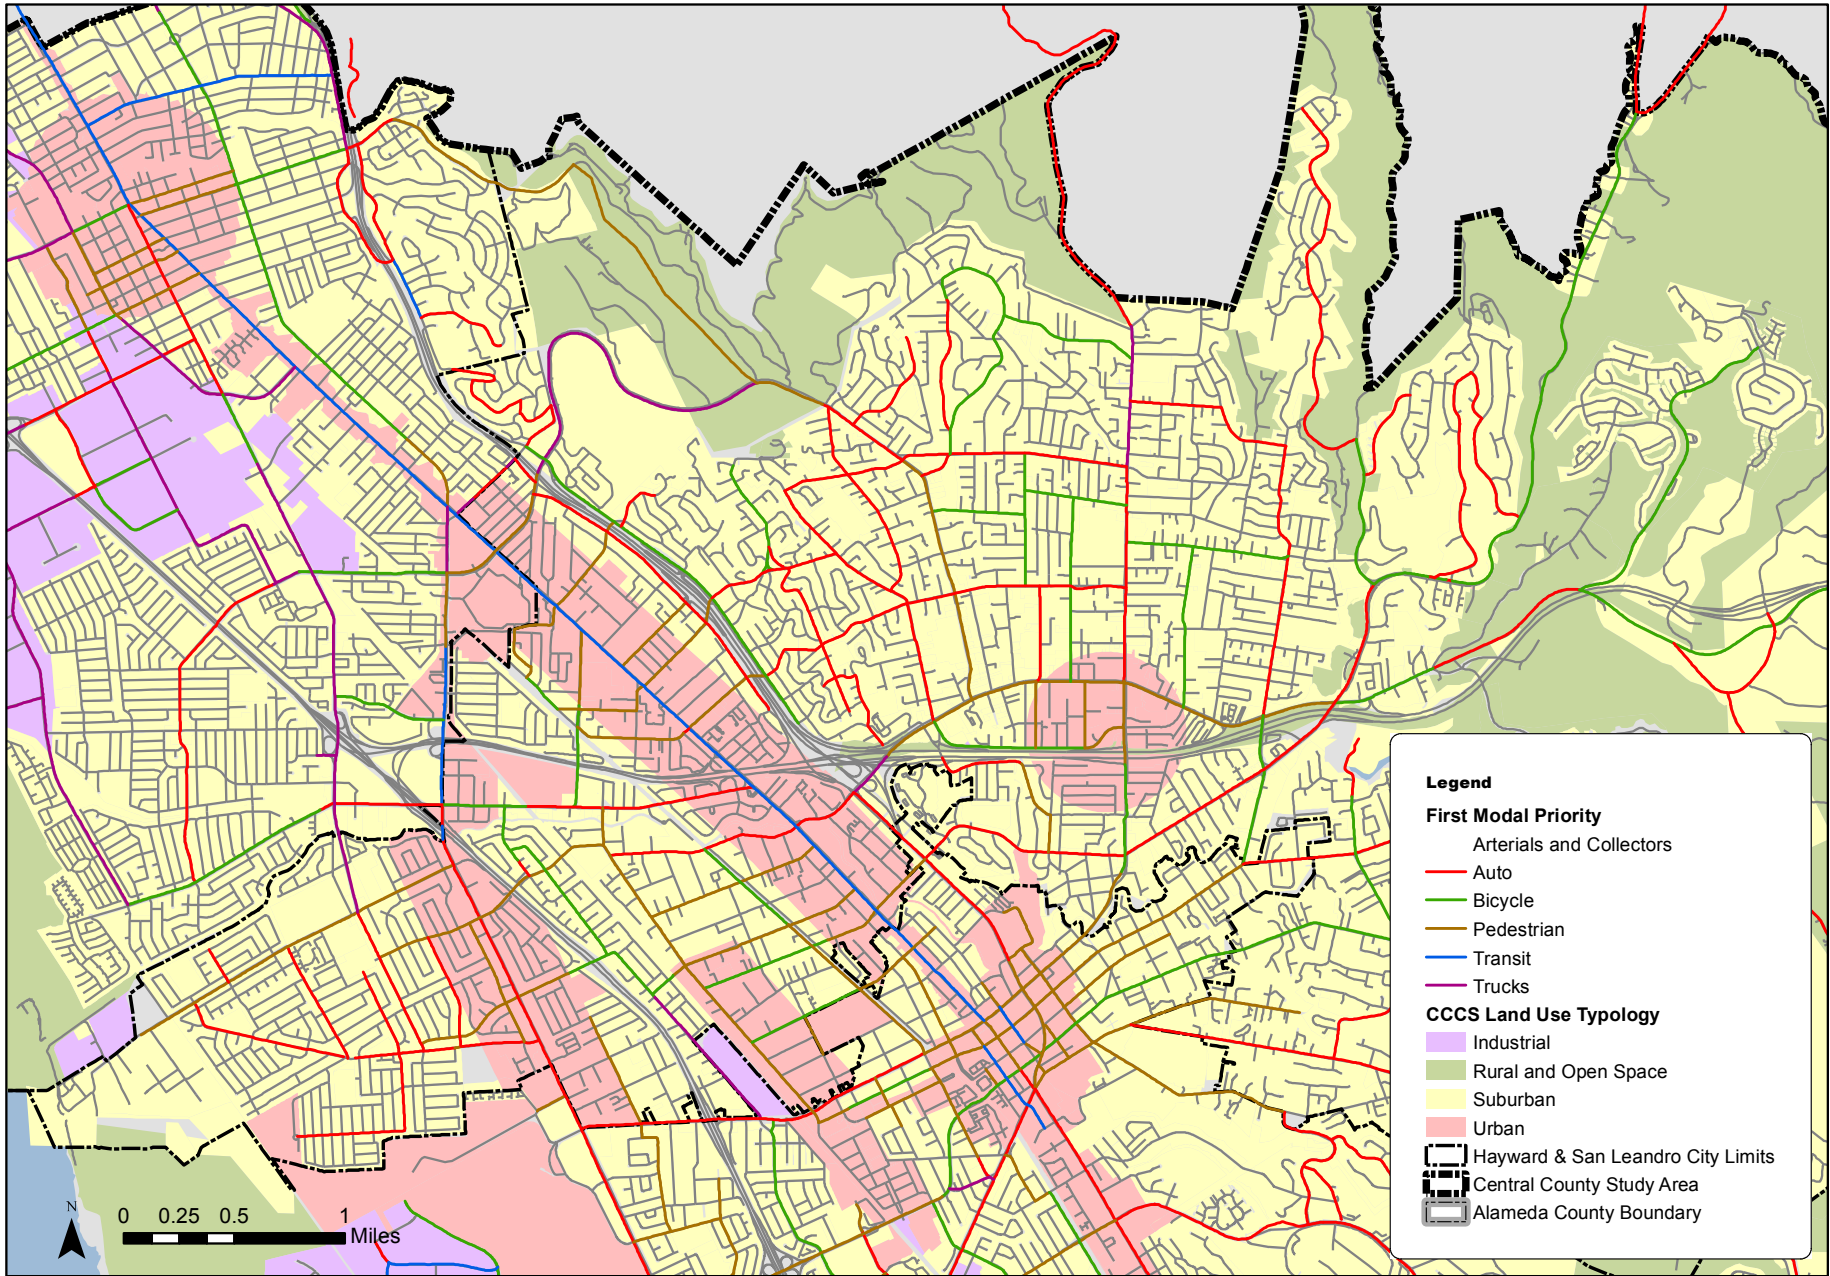 Legend
First Modal Priority
Arterials and Collectors
Auto
Bicycle
Pedestrian
Transit
Trucks
CCCS Land Use Typology
Industrial
Rural and Open Space
Suburban
Urban
Hayward & San Leandro City Limits
Central County Study Area
Alameda County Boundary
N
0 0.25 0.5 1
Miles